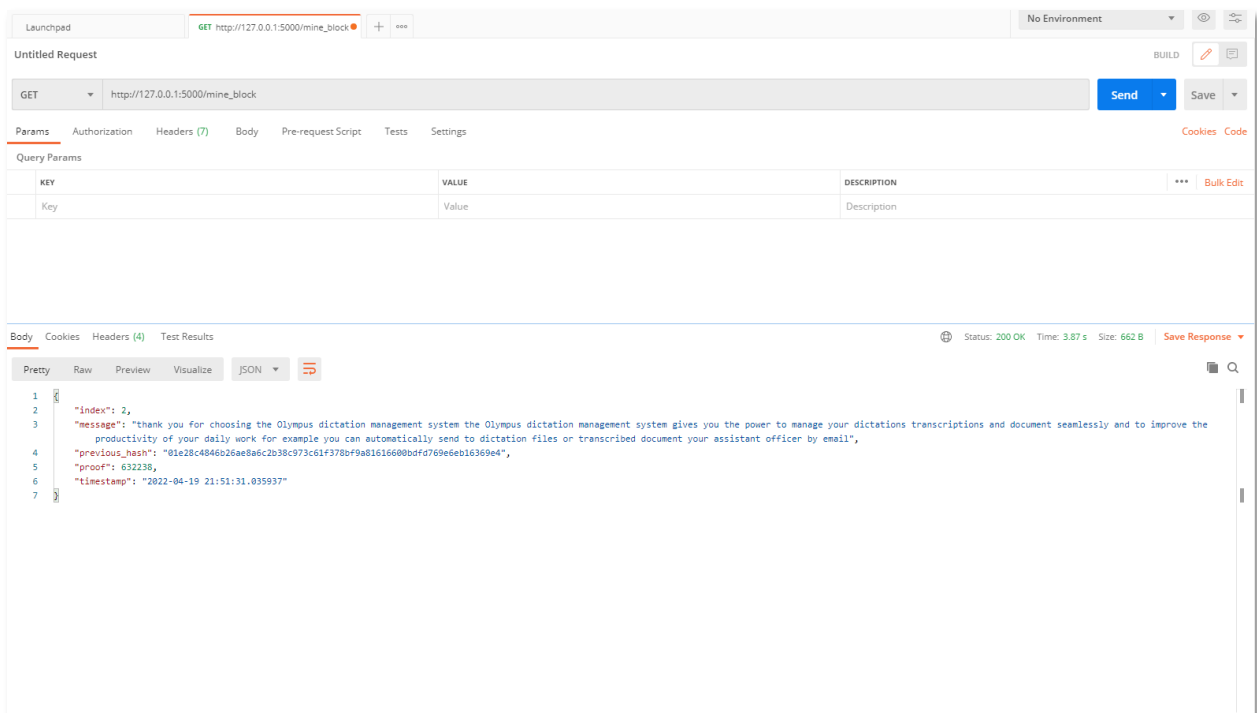 Launchpad
GET http://127.0.0.1:5000/mine_block
No Environment
Untitled Request
BUILD
GET http://127.0.0.1:5000/mine_block
Send
Save
Params Authorization Headers (7) Body Pre-request Script Tests Settings
Cookies Code
Query Params
KEY VALUE DESCRIPTION
Bulk Edit
Key Value Description
Body Cookies Headers (4) Test Results
Status: 200 OK Time: 3.87 s Size: 662 B Save Response
Pretty Raw Preview Visualize JSON
1 {
2 "index": 2,
3 "message": "thank you for choosing the Olympus dictation management system the Olympus dictation management system gives you the power to manage your dictations transcriptions and document seamlessly and to improve the
productivity of your daily work for example you can automatically send to dictation files or transcribed document your assistant officer by email",
4 "previous_hash": "01e28c4846b26ae8a6c2b38c973c61f378bf9a81616600bdfd769e6eb16369e4",
5 "proof": 632238,
6 "timestamp": "2022-04-19 21:51:31.035937"
7 }